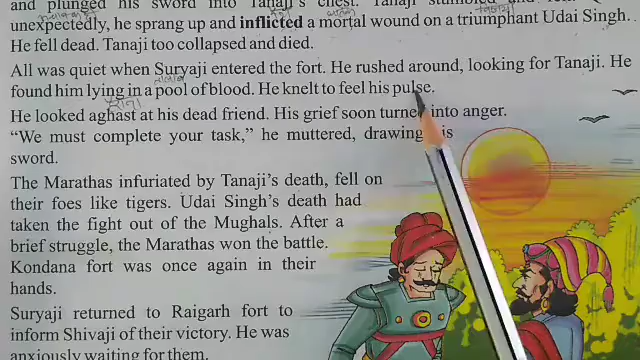 and plunged his sword into Tanaji's chest. Tanaji stumbled and
unexpectedly, he sprang up and inflicted a mortal wound on a triumphant Udai Singh.
He fell dead. Tanaji too collapsed and died.
All was quiet when Suryaji entered the fort. He rushed around, looking for Tanaji. He
found him lying in a pool of blood. He knelt to feel his pulse.
He looked aghast at his dead friend. His grief soon turned into anger.
"We must complete your task," he muttered, drawing is
sword.
The Marathas infuriated by Tanaji's death, fell on
their foes like tigers. Udai Singh's death had
taken the fight out of the Mughals. After a
brief struggle, the Marathas won the battle.
Kondana fort was once again in their
hands.
Suryaji returned to Raigarh fort to
inform Shivaji of their victory. He was
anxiously waiting for them.